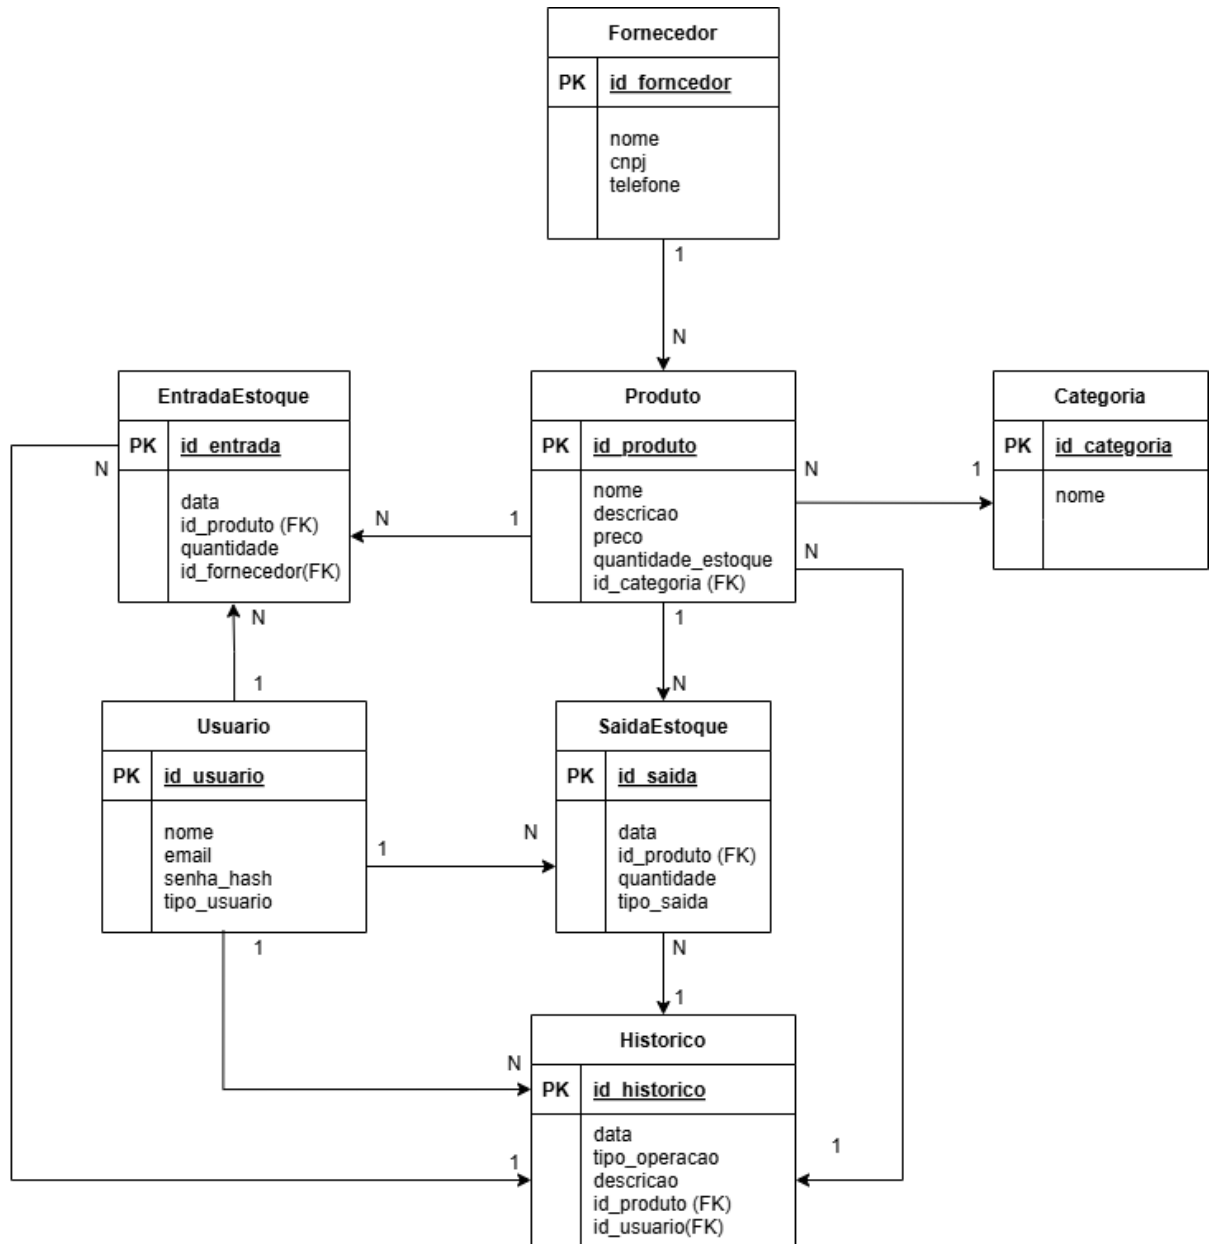 Fornecedor
PK id_forncedor
nome
cnpj
telefone
1
N
EntradaEstoque
PK id_entrada
data
id_produto (FK)
quantidade
id_fornecedor(FK)
N
N
1
Produto
PK id_produto
nome
descricao
preco
quantidade_estoque
id_categoria (FK)
N
1
N
Categoria
PK id_categoria
nome
N
1
1
N
Usuario
PK id_usuario
nome
email
senha_hash
tipo_usuario
1
N
1
SaidaEstoque
PK id_saida
data
id_produto (FK)
quantidade
tipo_saida
N
1
N
1
1
Historico
PK id_historico
data
tipo_operacao
descricao
id_produto (FK)
id_usuario(FK)